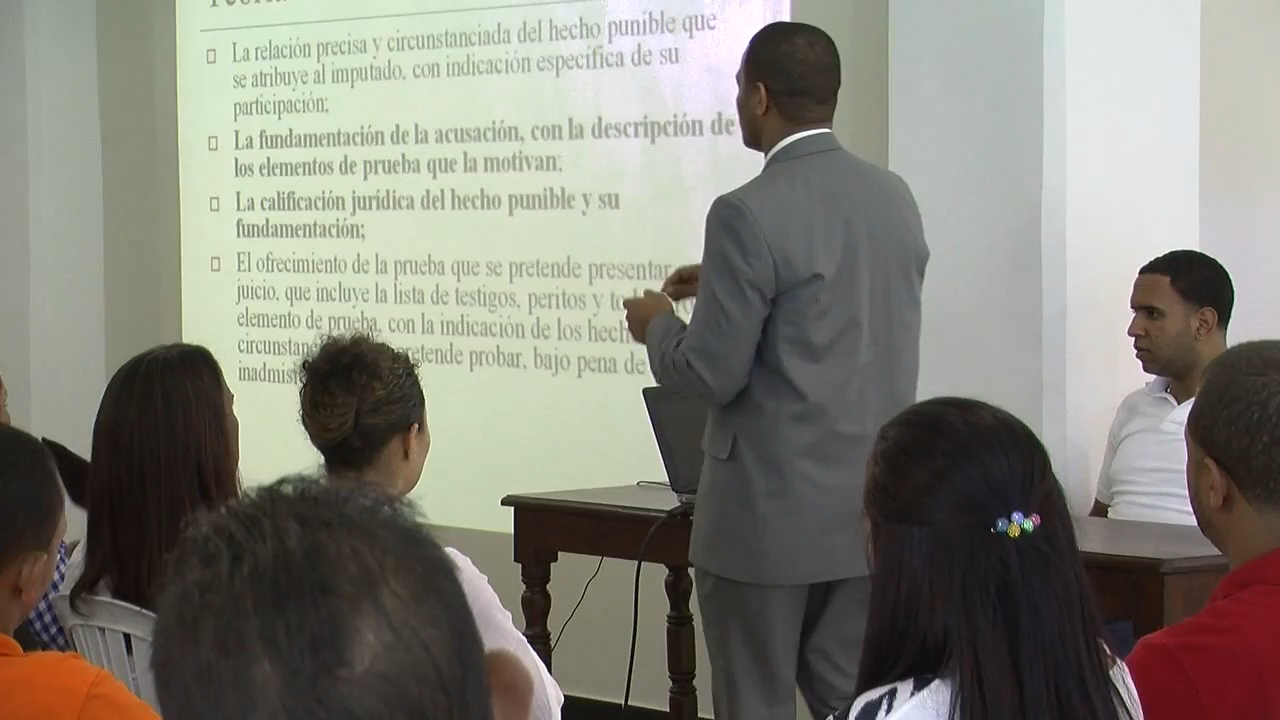 La relación precisa y circunstanciada del hecho punible que
se atribuye al imputado, con indicación específica de su
participación;
La fundamentación de la acusación, con la descripción de
los elementos de prueba que la motivan;
La calificación jurídica del hecho punible y su
fundamentación;
El ofrecimiento de la prueba que se pretende presentar
juicio, que incluye la lista de testigos, peritos y
elemento de prueba, con la indicación de los
probar, bajo pena de